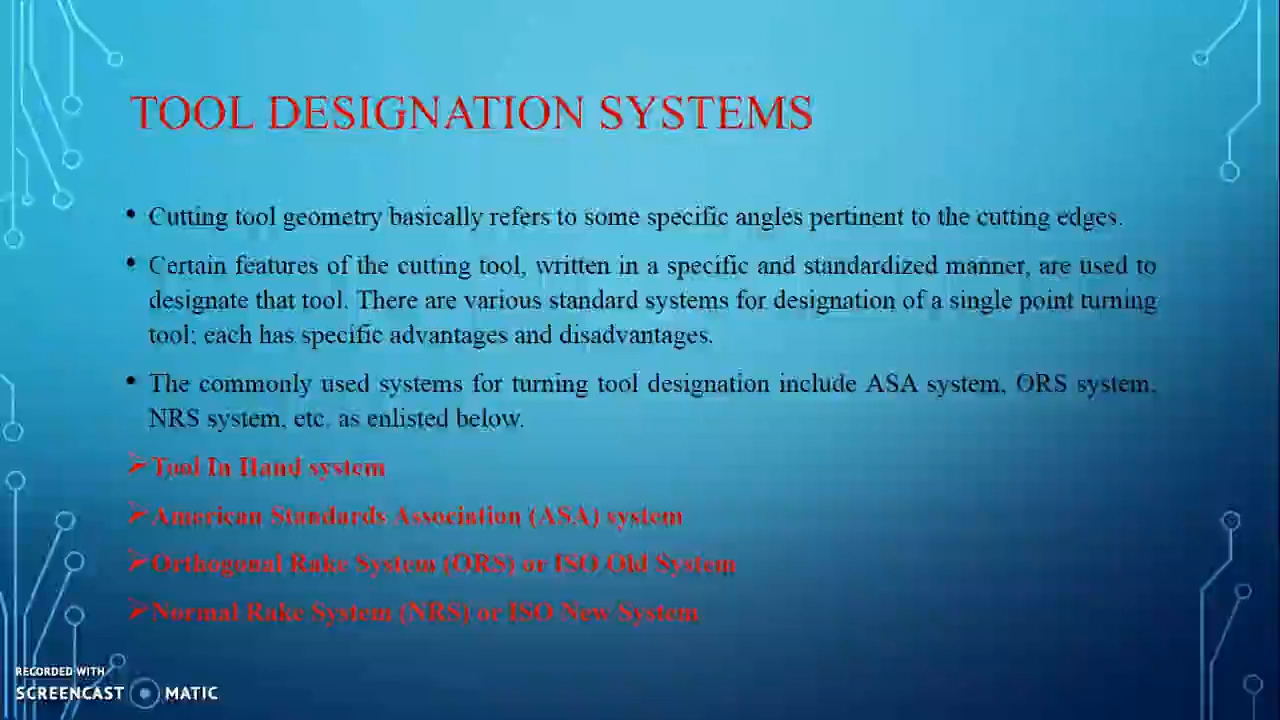 TOOL DESIGNATION SYSTEMS
• Cutting tool geometry basically refers to some specific angles pertinent to the cutting edges.
• Certain features of the cutting tool, written in a specific and standardized manner, are used to
designate that tool. There are various standard systems for designation of a single point turning
tool; each has specific advantages and disadvantages.
• The commonly used systems for turning tool designation include ASA system, ORS system,
NRS system, etc. as enlisted below.
➢Tool In Hand system
➢American Standards Association (ASA) system
➢Orthogonal Rake System (ORS) or ISO Old System
➢Normal Rake System (NRS) or ISO New System
RECORDED WITH
SCREENCAST MATIC